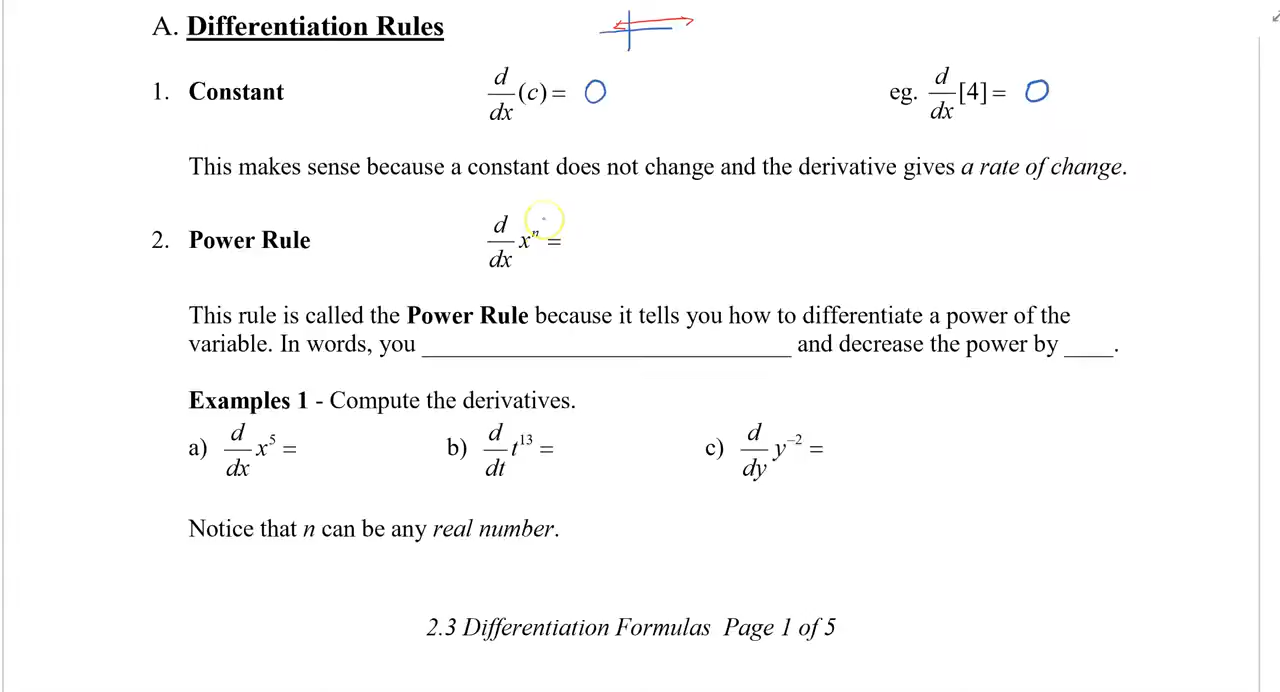 A. Differentiation Rules
1. Constant d/dx (c) = 0 eg. d/dx [4] = 0
This makes sense because a constant does not change and the derivative gives a rate of change.
2. Power Rule d/dx xⁿ =
This rule is called the Power Rule because it tells you how to differentiate a power of the
variable. In words, you _______________________________ and decrease the power by ____.
Examples 1 - Compute the derivatives.
a) d/dx x⁵ = b) d/dt t¹³ = c) d/dy y⁻² =
Notice that n can be any real number.
2.3 Differentiation Formulas Page 1 of 5